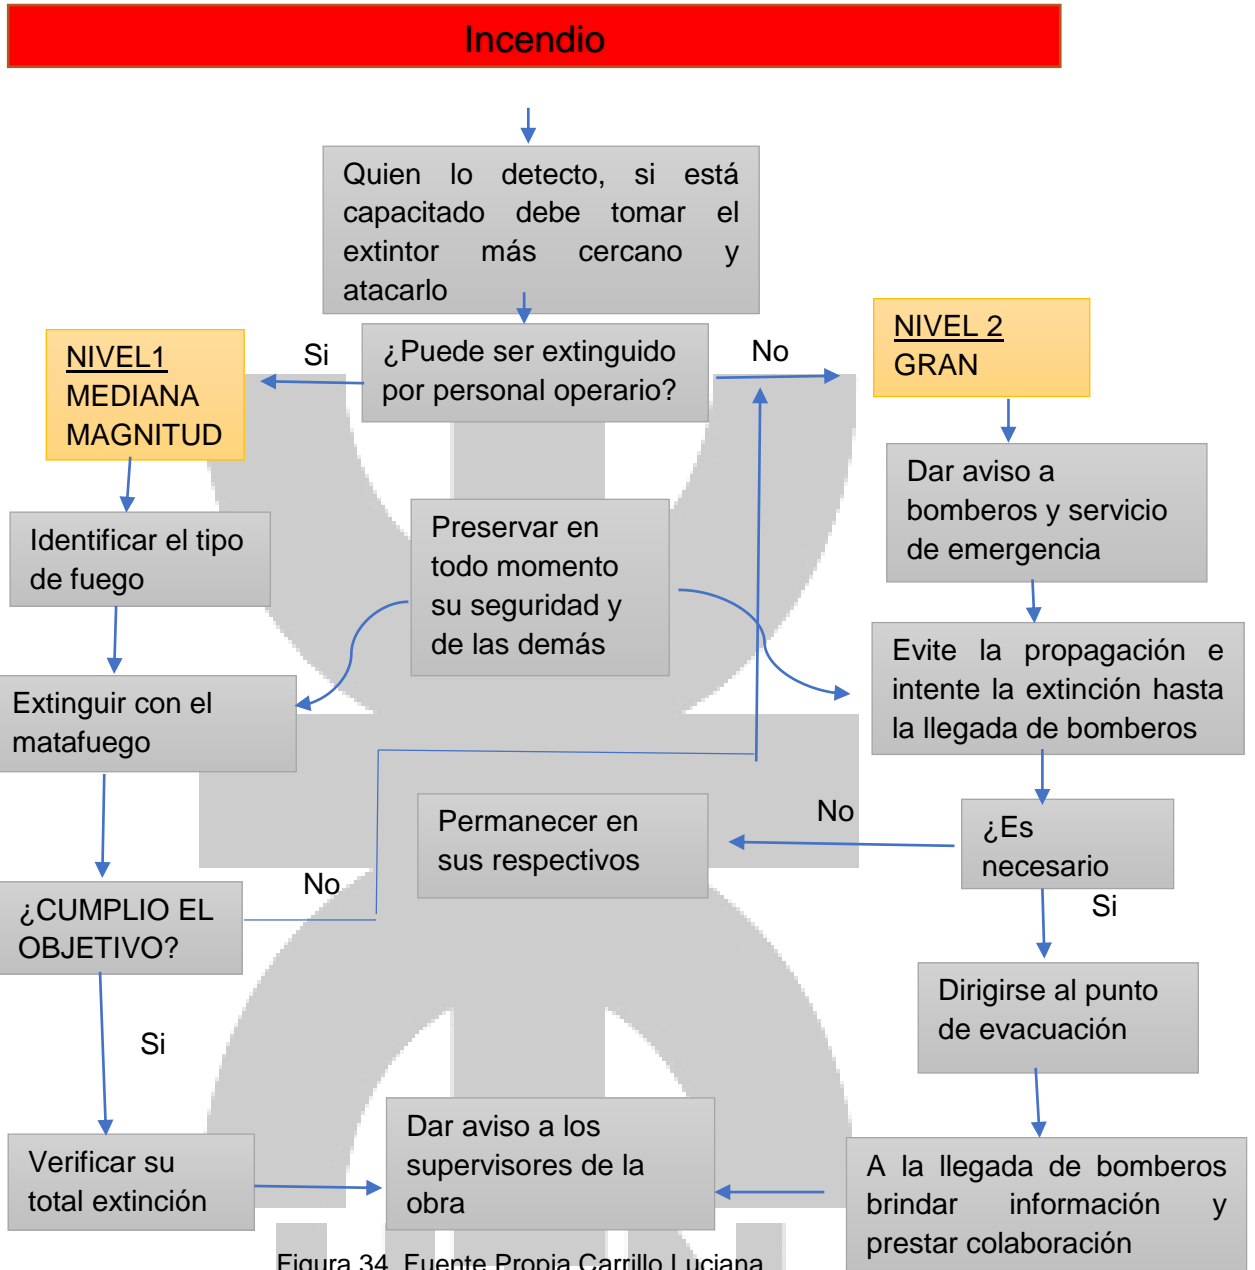 Incendio
Quien lo detecto, si está
capacitado debe tomar el
extintor más cercano y
atacarlo
¿Puede ser extinguido
por personal operario?
Si
No
NIVEL1
MEDIANA
MAGNITUD
NIVEL 2
GRAN
Identificar el tipo
de fuego
Preservar en
todo momento
su seguridad y
de las demás
Dar aviso a
bomberos y servicio
de emergencia
Extinguir con el
matafuego
Evite la propagación e
intente la extinción hasta
la llegada de bomberos
¿CUMPLIO EL
OBJETIVO?
No
Permanecer en
sus respectivos
No
¿Es
necesario
Si
Si
Dirigirse al punto
de evacuación
Verificar su
total extinción
Dar aviso a los
supervisores de la
obra
A la llegada de bomberos
brindar información y
prestar colaboración
Figura 34 Fuente Propia Carrillo Luciana